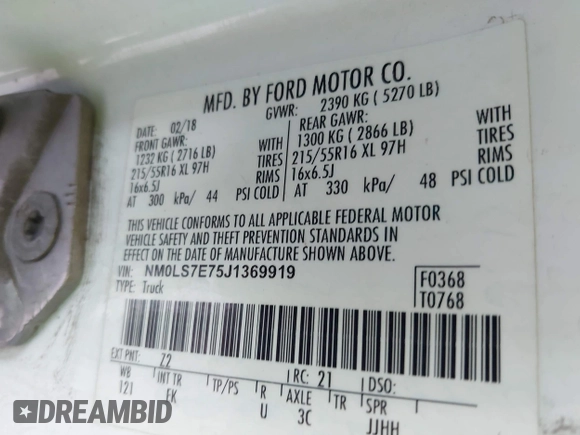 MFD. BY FORD MOTOR CO.
GVWR: 2390 KG ( 5270 LB)
DATE: 02/18
FRONT GAWR: WITH
1232 KG ( 2716 LB) TIRES
215/55R16 XL 97H RIMS
16x6.5J
AT 300 kPa/ 44 PSI COLD
REAR GAWR: WITH
1300 KG ( 2866 LB) TIRES
215/55R16 XL 97H RIMS
16x6.5J
AT 330 kPa/ 48 PSI COLD
THIS VEHICLE CONFORMS TO ALL APPLICABLE FEDERAL MOTOR
VEHICLE SAFETY AND THEFT PREVENTION STANDARDS IN
EFFECT ON THE DATE OF MANUFACTURE SHOWN ABOVE.
VIN: NM0LS7E75J1369919
TYPE: Truck
F0368
T0768
EXT PNT: Z2 RC: 21 DSO:
WB INT TR TP/PS R AXLE TR SPR
121 FK U 3C JJHH
DREAMBID